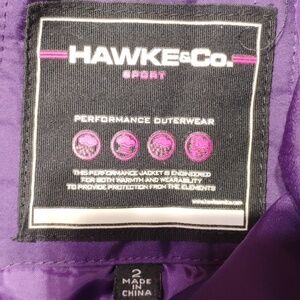 HAWKE&Co.
SPORT
PERFORMANCE OUTERWEAR
THIS PERFORMANCE JACKET IS ENGINEERED
FOR BOTH WARMTH AND WEARABILITY
TO PROVIDE PROTECTION FROM THE ELEMENTS
2
MADE
IN
CHINA